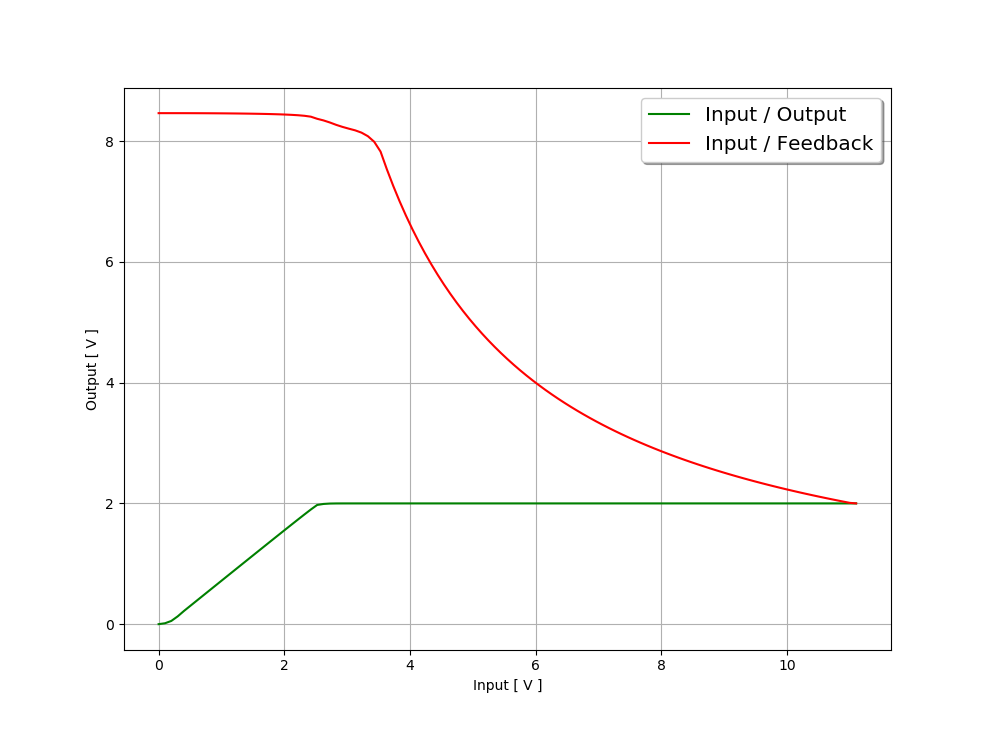 Input / Output
Input / Feedback
8
6
4
2
0
Output [ V ]
0 2 4 6 8 10
Input [ V ]